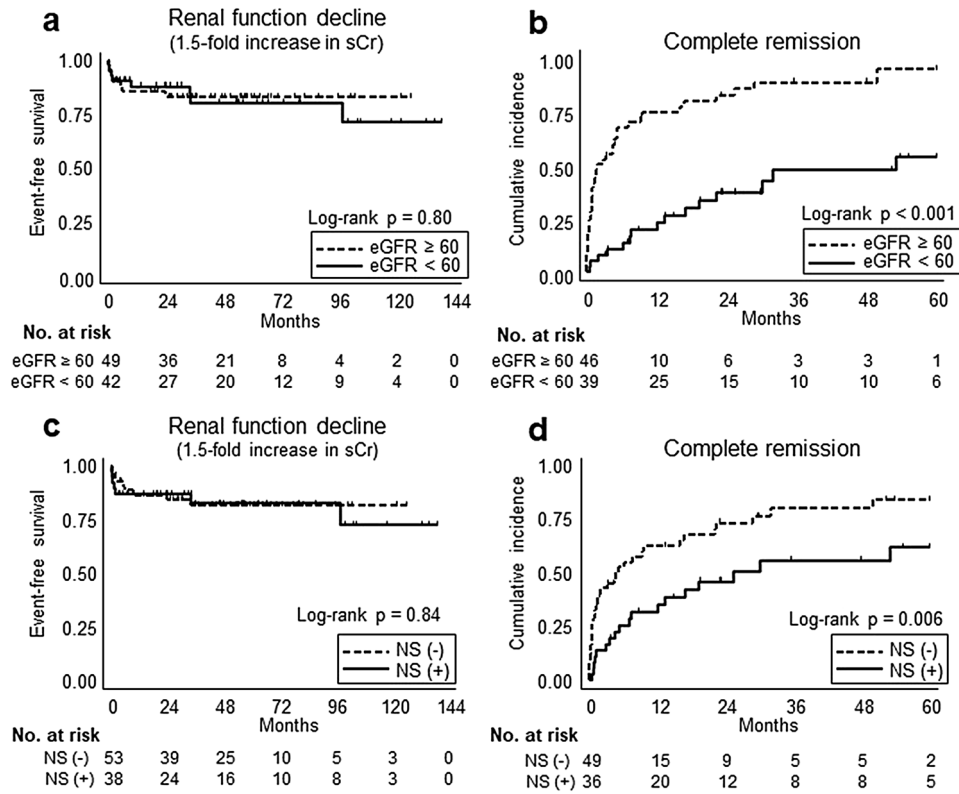 a
Renal function decline
(1.5-fold increase in sCr)
Event-free survival
1.00
0.75
0.50
0.25
0.00
Log-rank p = 0.80
eGFR ≥ 60
eGFR < 60
0 24 48 72 96 120 144
Months
No. at risk
eGFR ≥ 60 49 36 21 8 4 2 0
eGFR < 60 42 27 20 12 9 4 0
b
Complete remission
Cumulative incidence
1.00
0.75
0.50
0.25
0.00
Log-rank p < 0.001
eGFR ≥ 60
eGFR < 60
0 12 24 36 48 60
Months
No. at risk
eGFR ≥ 60 46 10 6 3 3 1
eGFR < 60 39 25 15 10 10 6
c
Renal function decline
(1.5-fold increase in sCr)
Event-free survival
1.00
0.75
0.50
0.25
0.00
Log-rank p = 0.84
NS (-)
NS (+)
0 24 48 72 96 120 144
Months
No. at risk
NS (-) 53 39 25 10 5 3 0
NS (+) 38 24 16 10 8 3 0
d
Complete remission
Cumulative incidence
1.00
0.75
0.50
0.25
0.00
Log-rank p = 0.006
NS (-)
NS (+)
0 12 24 36 48 60
Months
No. at risk
NS (-) 49 15 9 5 5 2
NS (+) 36 20 12 8 8 5